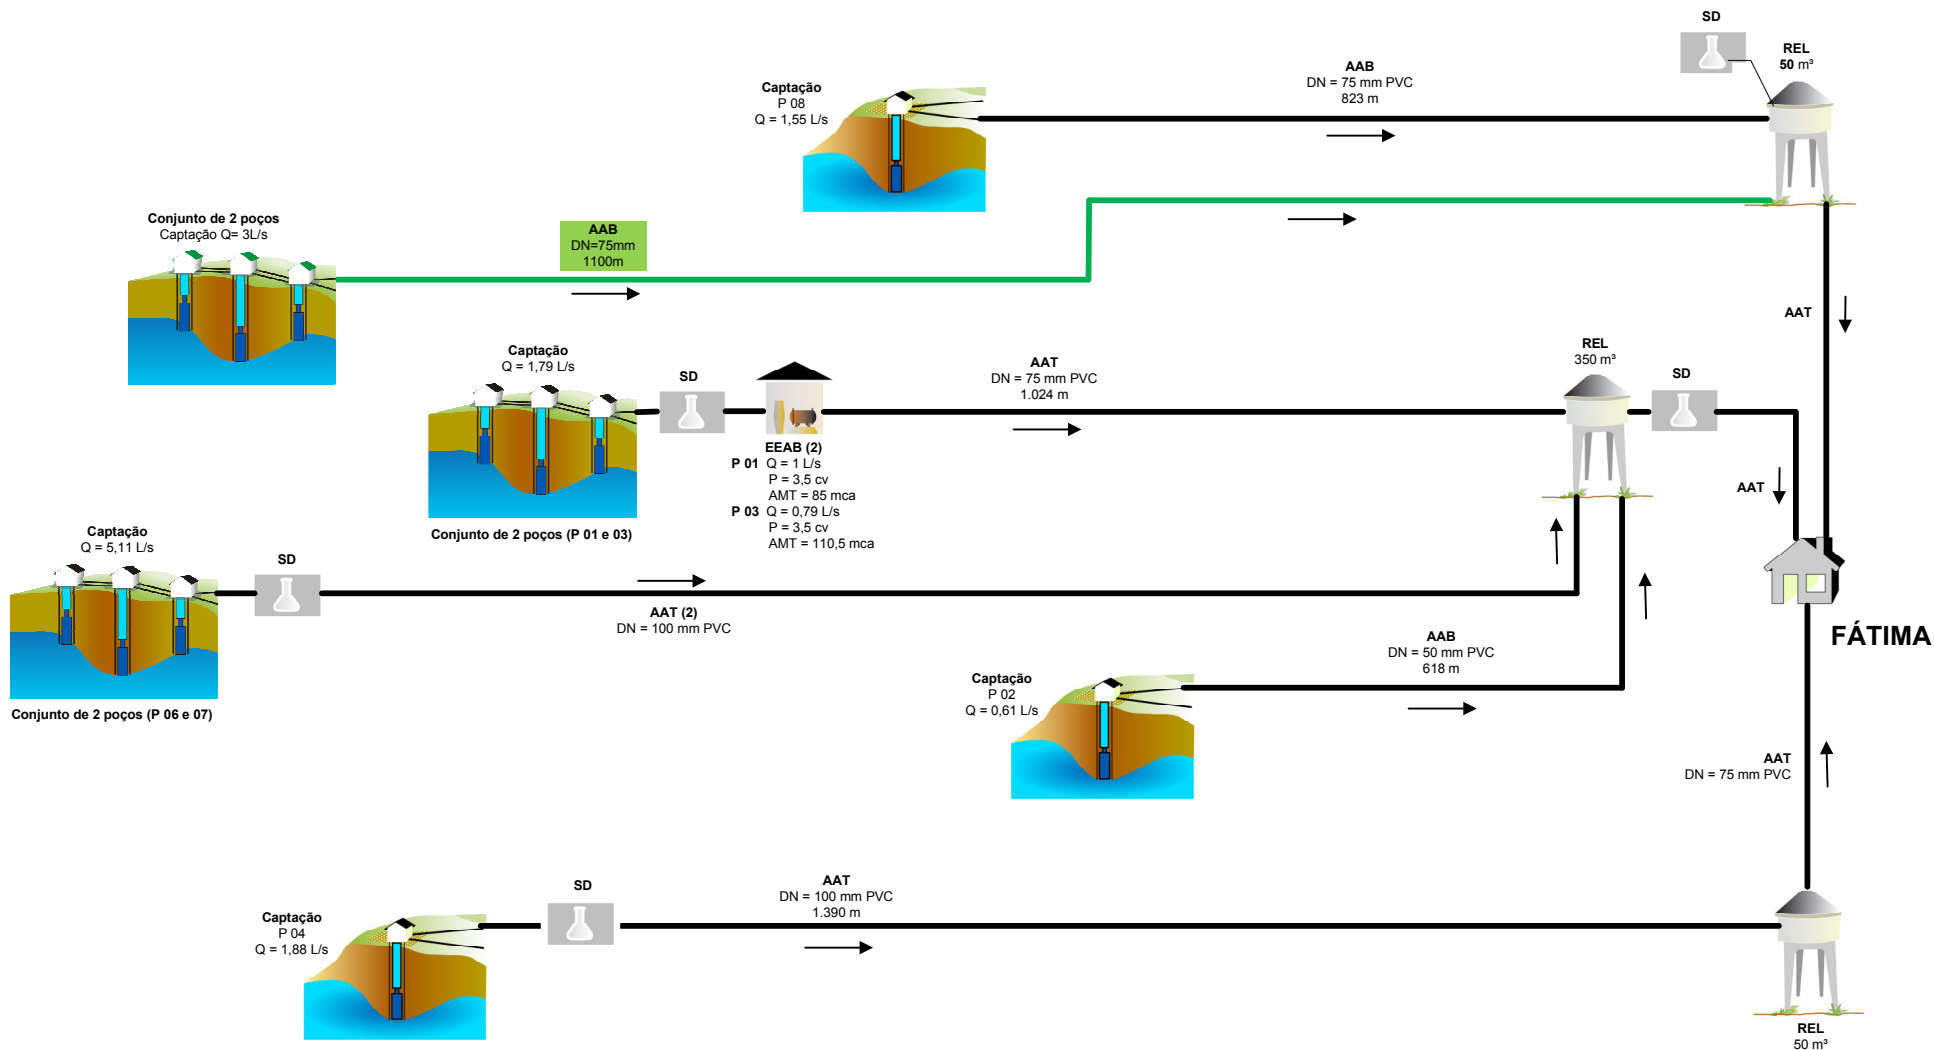 SD
REL
50 m³
AAB
DN = 75 mm PVC
823 m
Captação
P 08
Q = 1,55 L/s
Conjunto de 2 poços
Captação Q= 3L/s
AAB
DN=75mm
1100m
AAT
Captação
Q = 1,79 L/s
SD
EEAB (2)
P 01 Q = 1 L/s
P = 3,5 cv
AMT = 85 mca
P 03 Q = 0,79 L/s
P = 3,5 cv
AMT = 110,5 mca
Conjunto de 2 poços (P 01 e 03)
AAT
DN = 75 mm PVC
1.024 m
REL
350 m³
SD
AAT
Captação
Q = 5,11 L/s
SD
AAT (2)
DN = 100 mm PVC
Conjunto de 2 poços (P 06 e 07)
FÁTIMA
AAB
DN = 50 mm PVC
618 m
Captação
P 02
Q = 0,61 L/s
AAT
DN = 75 mm PVC
Captação
P 04
Q = 1,88 L/s
SD
AAT
DN = 100 mm PVC
1.390 m
REL
50 m³